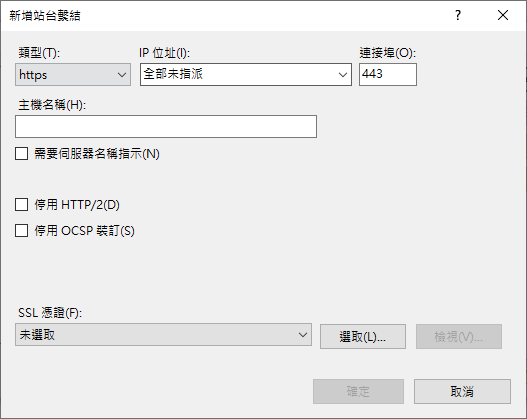 新增站台繫結
?
類型(T):
IP 位址(I):
連接埠(O):
https
全部未指派
443
主機名稱(H):
需要伺服器名稱指示(N)
停用 HTTP/2(D)
停用 OCSP 裝訂(S)
SSL 憑證(F):
未選取
選取(L)...
檢視(V)...
確定
取消